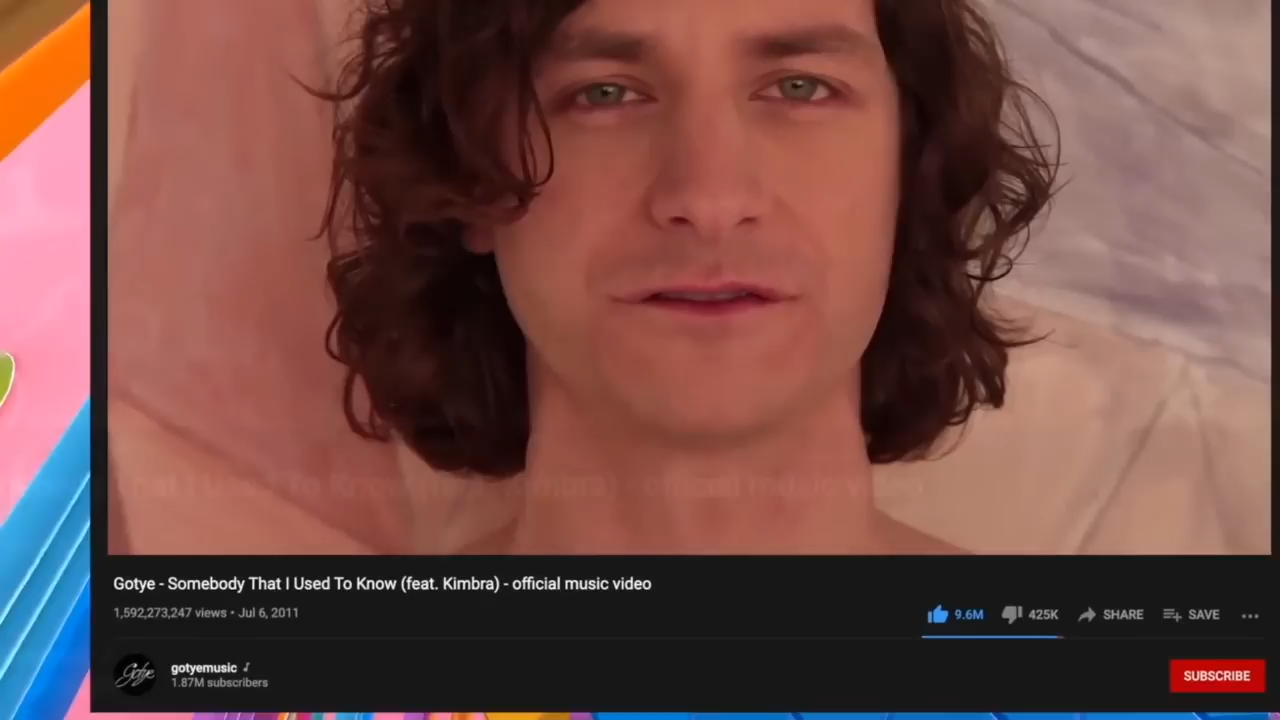 Gotye - Somebody That I Used To Know (feat. Kimbra) - official music video
1,592,273,247 views • Jul 6, 2011
9.6M 425K SHARE SAVE ...
Gotye
gotyemusic ♪
1.87M subscribers
SUBSCRIBE